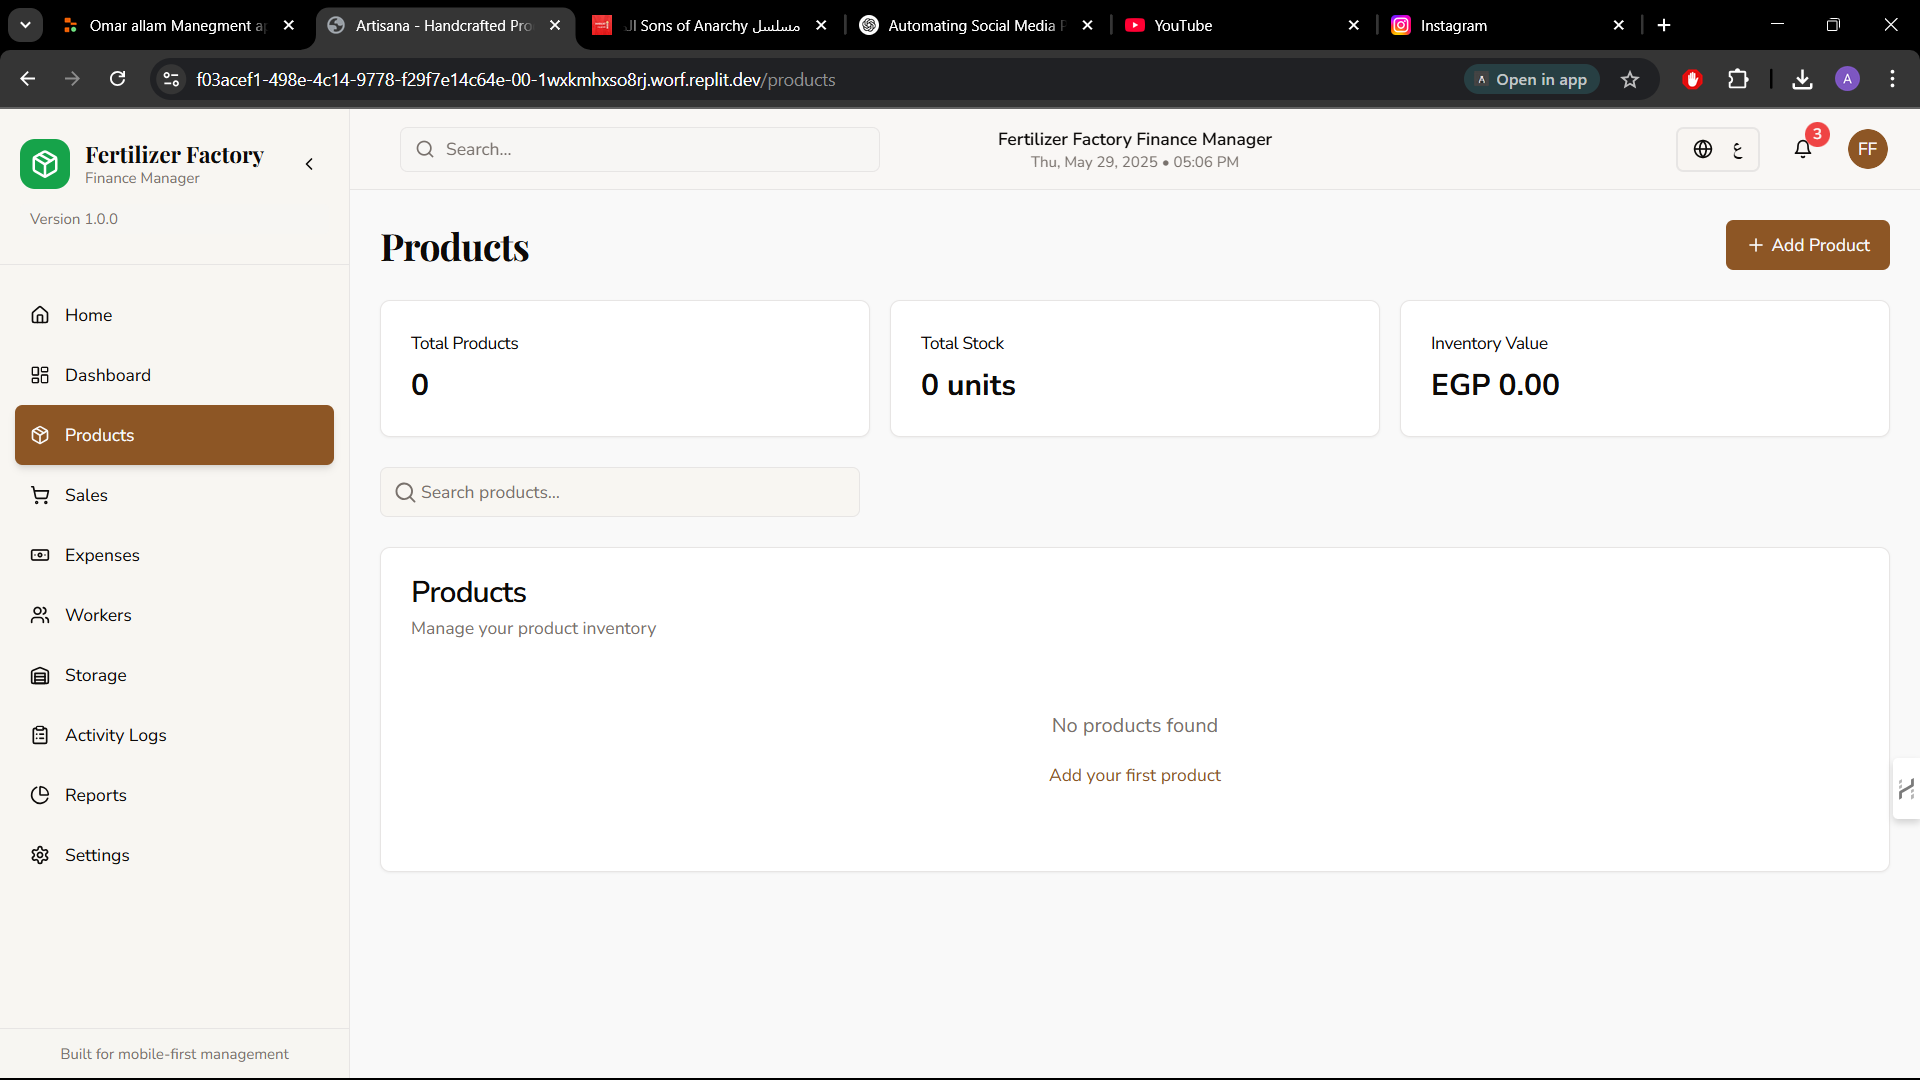 Omar allam Manegment a
Artisana - Handcrafted Pro
مسلسل Sons of Anarchy ال
Automating Social Media P
YouTube
Instagram
f03acef1-498e-4c14-9778-f29f7e14c64e-00-1wxkmhxso8rj.worf.replit.dev/products
Open in app
A
Fertilizer Factory
Finance Manager
Version 1.0.0
Search...
Fertilizer Factory Finance Manager
Thu, May 29, 2025 • 05:06 PM
ع
3
FF
Home
Dashboard
Products
Sales
Expenses
Workers
Storage
Activity Logs
Reports
Settings
Built for mobile-first management
Products
+ Add Product
Total Products
0
Total Stock
0 units
Inventory Value
EGP 0.00
Search products...
Products
Manage your product inventory
No products found
Add your first product